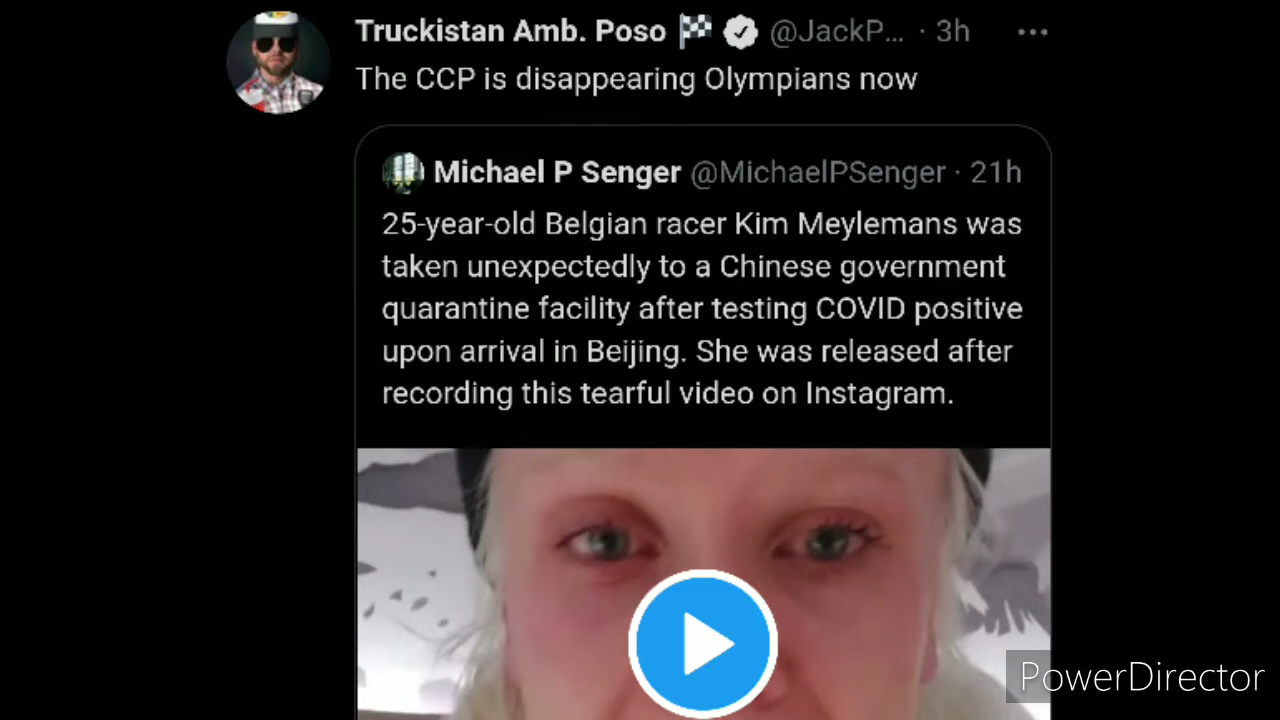 Truckistan Amb. Poso @JackP... · 3h
The CCP is disappearing Olympians now
Michael P Senger @MichaelPSenger · 21h
25-year-old Belgian racer Kim Meylemans was
taken unexpectedly to a Chinese government
quarantine facility after testing COVID positive
upon arrival in Beijing. She was released after
recording this tearful video on Instagram.
PowerDirector